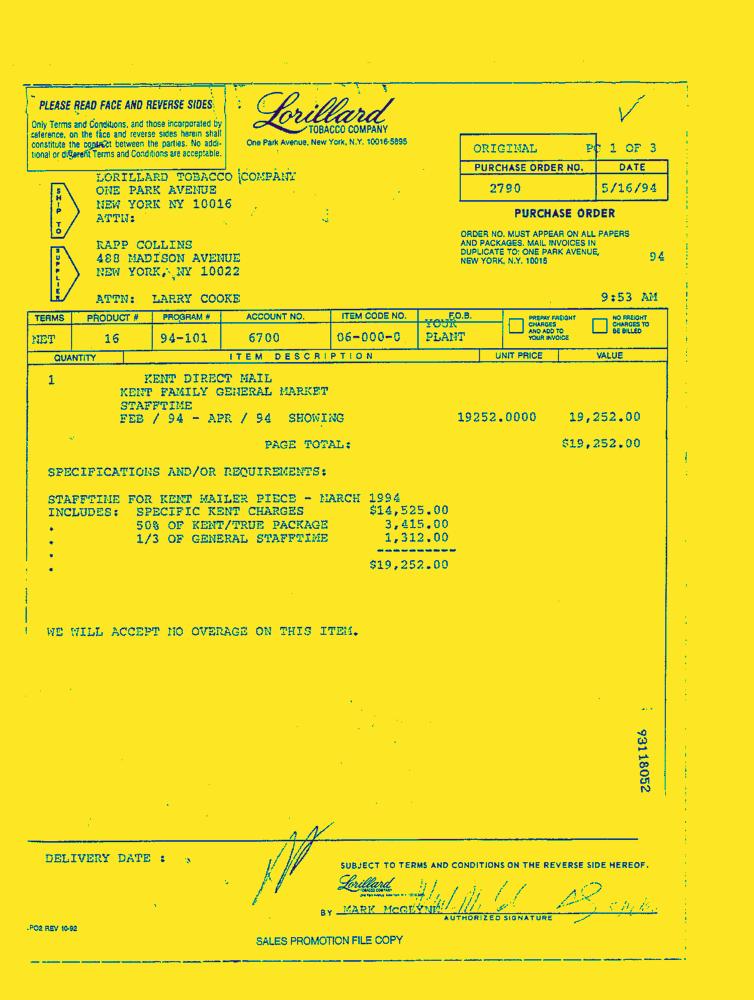 PLEASE READ FACE AND REVERSE SIDES
Only Terms and Conditions, and those incorporated by
reference, on the face and reverse sides herein shall
constitute the contract between the parties. No addi-
tional or different Terms and Conditions are acceptable.
Lorillard
TOBACCO COMPANY
One Park Avenue, New York, N.Y. 10016-5895
ORIGINAL PG 1 OF 3
PURCHASE ORDER NO. DATE
2790 5/16/94
PURCHASE ORDER
ORDER NO. MUST APPEAR ON ALL PAPERS
AND PACKAGES. MAIL INVOICES IN
DUPLICATE TO: ONE PARK AVENUE,
NEW YORK, N.Y. 10016
94
SHIP TO
LORILLARD TOBACCO COMPANY
ONE PARK AVENUE
NEW YORK NY 10016
ATTN:
SUPPLIER
RAPP COLLINS
488 MADISON AVENUE
NEW YORK, NY 10022
ATTN: LARRY COOKE
9:53 AM
TERMS PRODUCT # PROGRAM # ACCOUNT NO. ITEM CODE NO. F.O.B.
NET 16 94-101 6700 06-000-0 YOUR PLANT
PREPAY FREIGHT
CHARGES
AND ADD TO
YOUR INVOICE
NO FREIGHT
CHARGES TO
BE BILLED
QUANTITY ITEM DESCRIPTION UNIT PRICE VALUE
1 KENT DIRECT MAIL
KENT FAMILY GENERAL MARKET
STAFFTIME
FEB / 94 - APR / 94 SHOWING 19252.0000 19,252.00
PAGE TOTAL: $19,252.00
SPECIFICATIONS AND/OR REQUIREMENTS:
STAFFTIME FOR KENT MAILER PIECE - MARCH 1994
INCLUDES: SPECIFIC KENT CHARGES $14,525.00
. 50% OF KENT/TRUE PACKAGE 3,415.00
. 1/3 OF GENERAL STAFFTIME 1,312.00
. ----------
. $19,252.00
WE WILL ACCEPT NO OVERAGE ON THIS ITEM.
93118052
DELIVERY DATE :
SUBJECT TO TERMS AND CONDITIONS ON THE REVERSE SIDE HEREOF.
Lorillard
BY MARK McGLYNN
AUTHORIZED SIGNATURE
PO2 REV 10-92
SALES PROMOTION FILE COPY